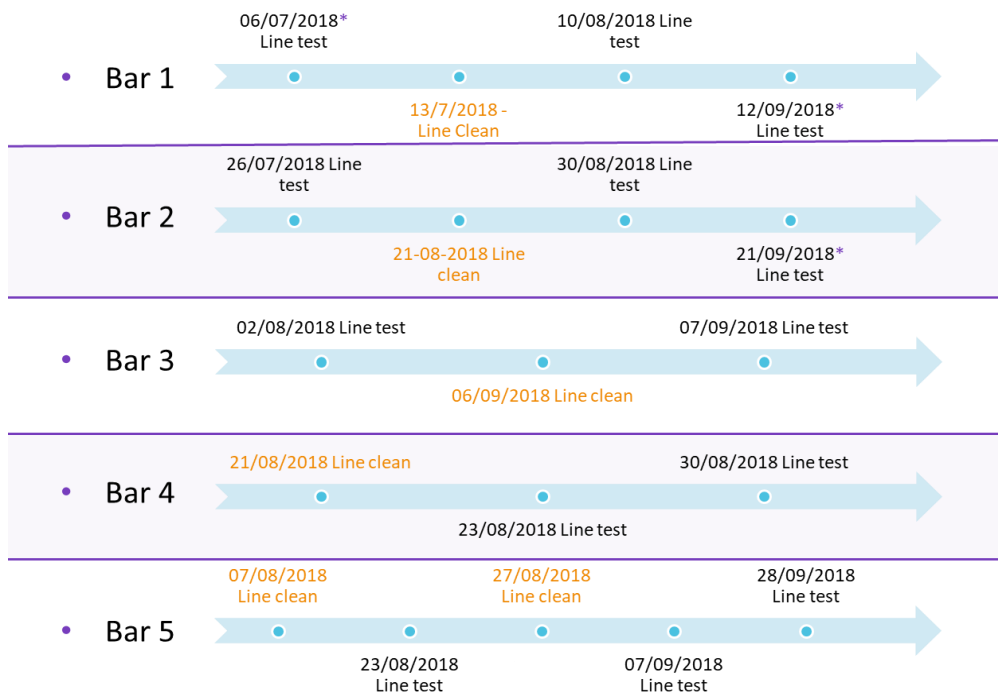 06/07/2018*
Line test
10/08/2018 Line
test
• Bar 1
13/7/2018 -
Line Clean
12/09/2018*
Line test
26/07/2018 Line
test
30/08/2018 Line
test
• Bar 2
21-08-2018 Line
clean
21/09/2018*
Line test
02/08/2018 Line test
07/09/2018 Line test
• Bar 3
06/09/2018 Line clean
21/08/2018 Line clean
30/08/2018 Line test
• Bar 4
23/08/2018 Line test
07/08/2018
Line clean
27/08/2018
Line clean
28/09/2018
Line test
• Bar 5
23/08/2018
Line test
07/09/2018
Line test